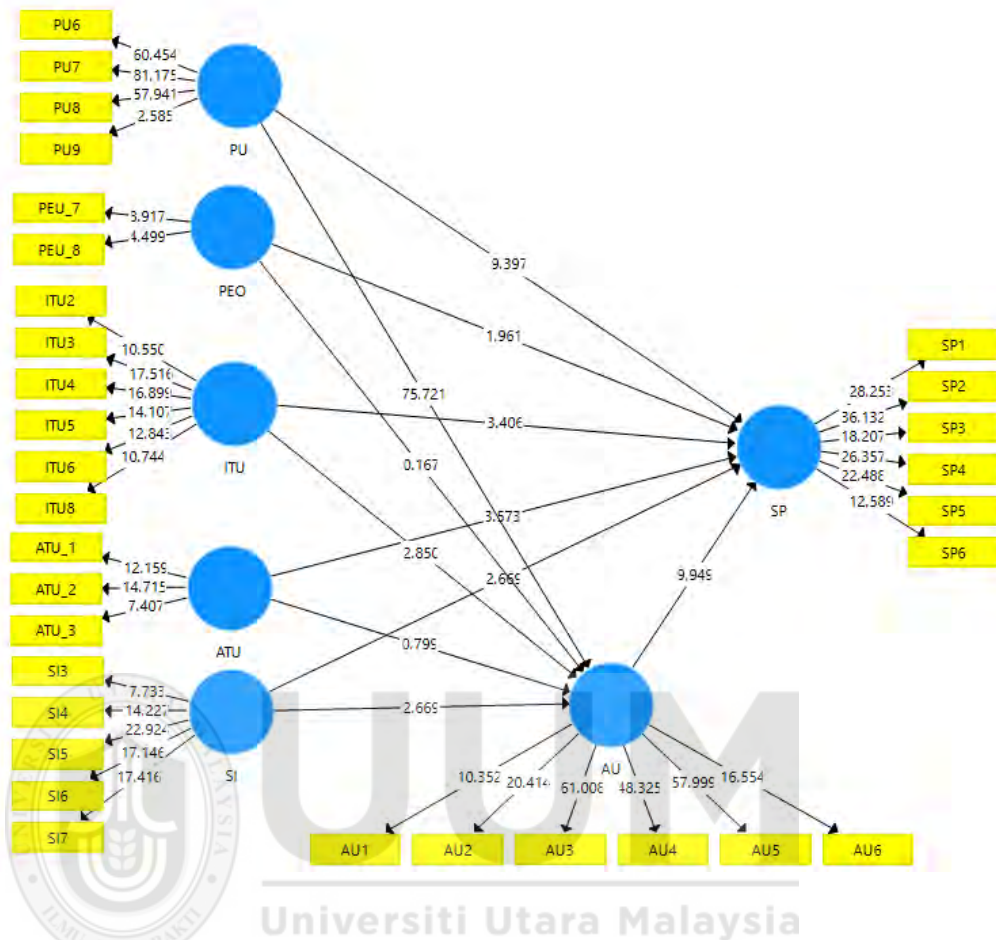 PU6
PU7
PU8
PU9
60.454
81.175
57.941
2.585
PU
PEU_7
PEU_8
3.917
4.499
PEO
ITU2
ITU3
ITU4
ITU5
ITU6
ITU8
10.550
17.516
16.899
14.107
12.843
10.744
ITU
ATU_1
ATU_2
ATU_3
12.159
14.715
7.407
ATU
SI3
SI4
SI5
SI6
SI7
7.733
14.227
22.924
17.146
17.416
SI
9.397
1.961
75.721
3.406
0.167
3.573
2.850
2.669
0.799
2.669
9.949
SP
28.253
36.132
18.207
26.357
22.488
12.589
SP1
SP2
SP3
SP4
SP5
SP6
AU
10.352
20.414
61.008
48.325
57.999
16.554
AU1
AU2
AU3
AU4
AU5
AU6
UUM
Universiti Utara Malaysia